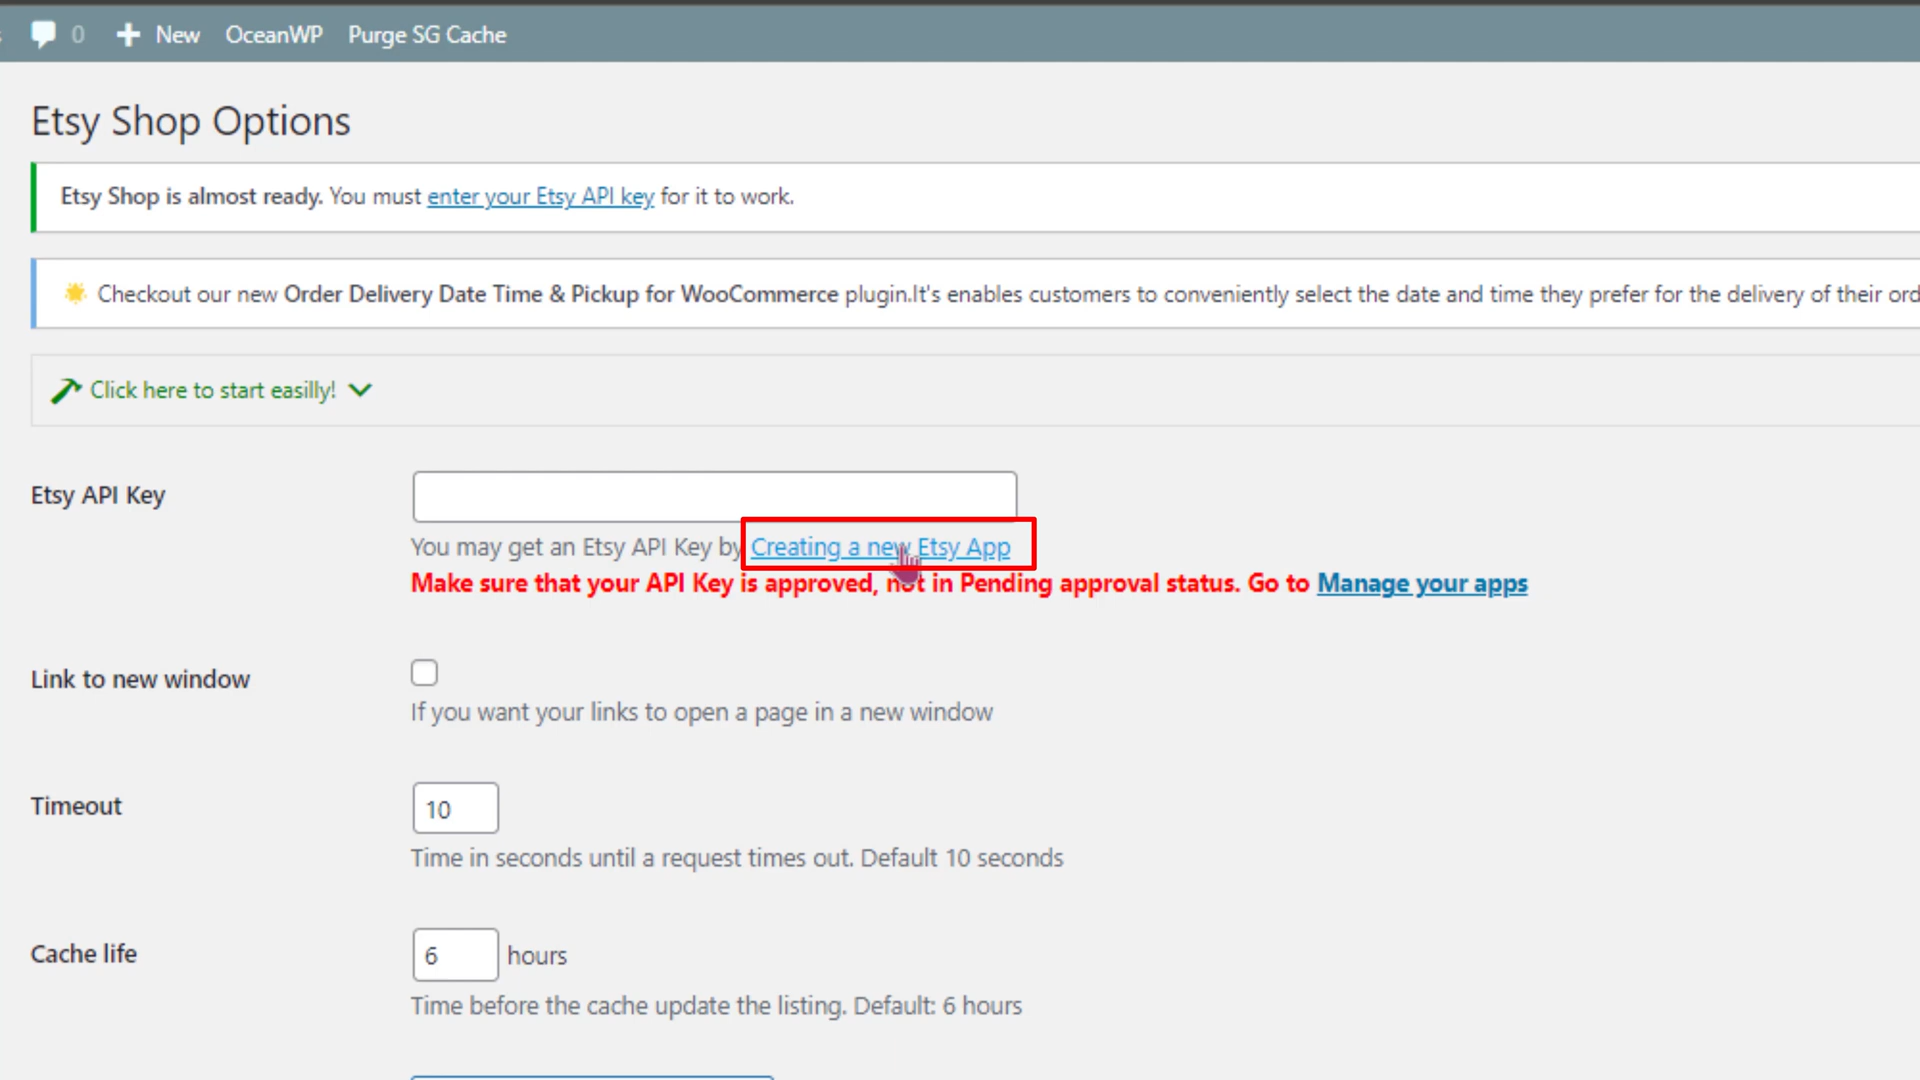 0 New OceanWP Purge SG Cache
Etsy Shop Options
Etsy Shop is almost ready. You must enter your Etsy API key for it to work.
Checkout our new Order Delivery Date Time & Pickup for WooCommerce plugin.It's enables customers to conveniently select the date and time they prefer for the delivery of their ord
Click here to start easilly!
Etsy API Key
You may get an Etsy API Key by Creating a new Etsy App
Make sure that your API Key is approved, not in Pending approval status. Go to Manage your apps
Link to new window
If you want your links to open a page in a new window
Timeout
10
Time in seconds until a request times out. Default 10 seconds
Cache life
6 hours
Time before the cache update the listing. Default: 6 hours